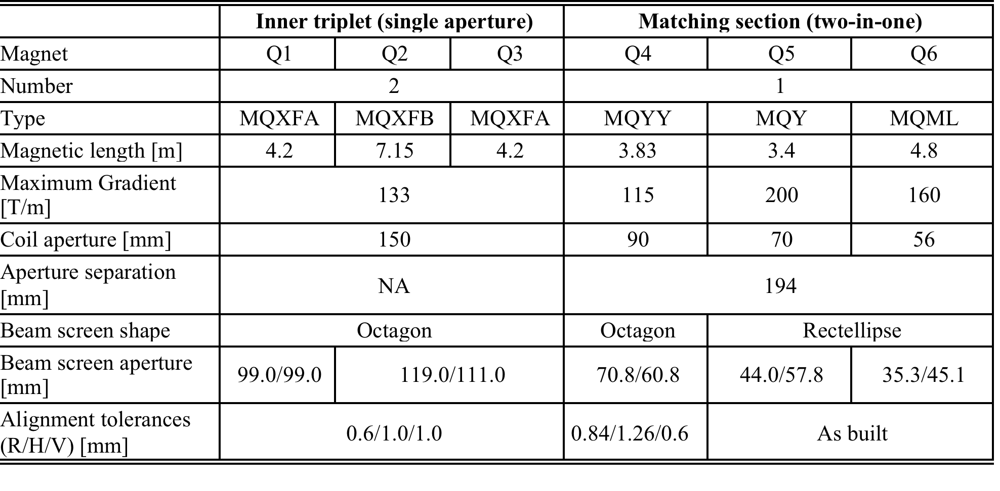 Inner triplet (single aperture) Matching section (two-in-one)
Magnet Q1 Q2 Q3 Q4 Q5 Q6
Number 2 1
Type MQXFA MQXFB MQXFA MQYY MQY MQML
Magnetic length [m] 4.2 7.15 4.2 3.83 3.4 4.8
Maximum Gradient
[T/m] 133 115 200 160
Coil aperture [mm] 150 90 70 56
Aperture separation
[mm] NA 194
Beam screen shape Octagon Octagon Rectellipse
Beam screen aperture
[mm] 99.0/99.0 119.0/111.0 70.8/60.8 44.0/57.8 35.3/45.1
Alignment tolerances
(R/H/V) [mm] 0.6/1.0/1.0 0.84/1.26/0.6 As built